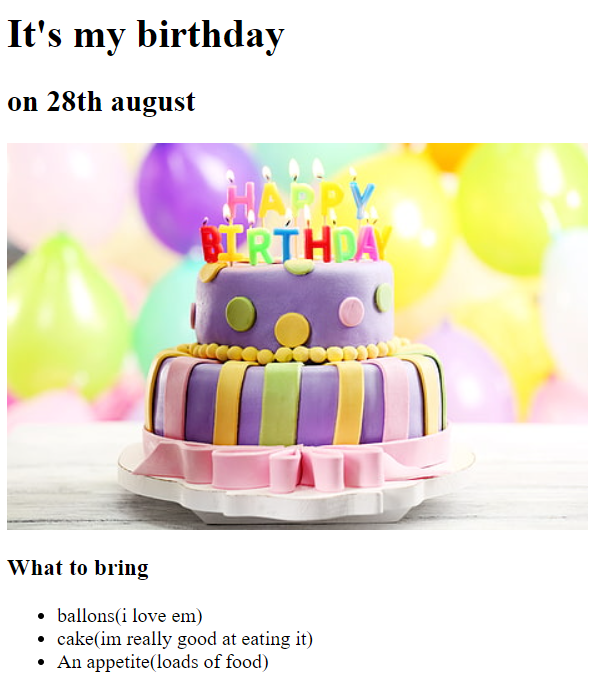 It's my birthday
on 28th august
HAPPY
BIRTHDAY
What to bring
ballons(i love em)
cake(im really good at eating it)
An appetite(loads of food)